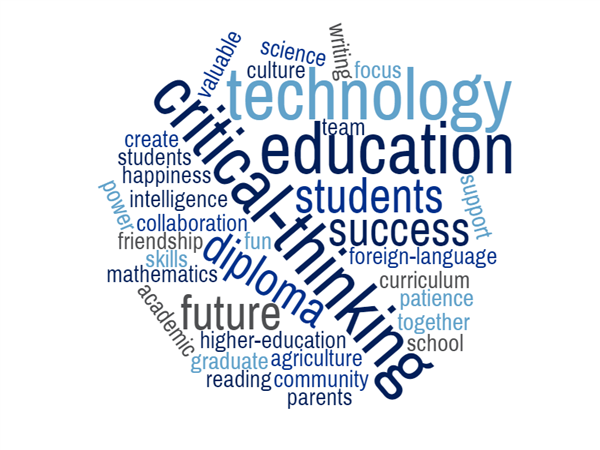 writing
valuable
science
culture
focus
technology
critical-thinking
team
education
create
students
happiness
students
support
power
intelligence
collaboration
success
friendship
fun
foreign-language
skills
diploma
mathematics
curriculum
academic
patience
future
together
higher-education
school
graduate
agriculture
reading
community
parents